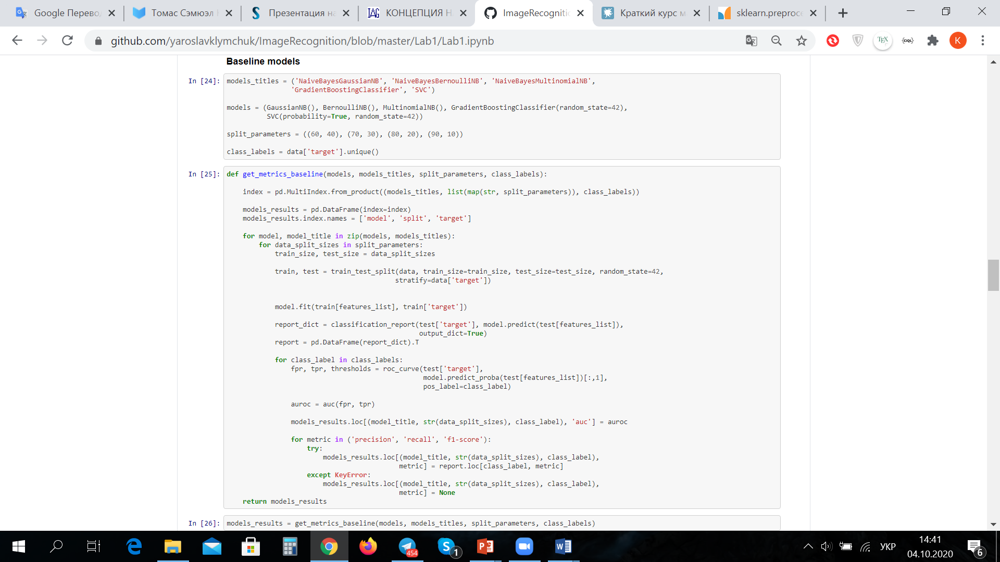 Google Перево
Томас Сэмюэл
Презентация на
КОНЦЕПЦИЯ Н
ImageRecogniti
Краткий курс м
sklearn.preproce
github.com/yaroslavklymchuk/ImageRecognition/blob/master/Lab1/Lab1.ipynb
TEX
{CIQL}
K
Baseline models
In [24]:
models_titles = ('NaiveBayesGaussianNB', 'NaiveBayesBernoulliNB', 'NaiveBayesMultinomialNB',
                'GradientBoostingClassifier', 'SVC')
models = (GaussianNB(), BernoulliNB(), MultinomialNB(), GradientBoostingClassifier(random_state=42),
          SVC(probability=True, random_state=42))
split_parameters = ((60, 40), (70, 30), (80, 20), (90, 10))
class_labels = data['target'].unique()
In [25]:
def get_metrics_baseline(models, models_titles, split_parameters, class_labels):
    index = pd.MultiIndex.from_product((models_titles, list(map(str, split_parameters)), class_labels))
    models_results = pd.DataFrame(index=index)
    models_results.index.names = ['model', 'split', 'target']
    for model, model_title in zip(models, models_titles):
        for data_split_sizes in split_parameters:
            train_size, test_size = data_split_sizes
            train, test = train_test_split(data, train_size=train_size, test_size=test_size, random_state=42,
                                          stratify=data['target'])
            model.fit(train[features_list], train['target'])
            report_dict = classification_report(test['target'], model.predict(test[features_list]),
                                                output_dict=True)
            report = pd.DataFrame(report_dict).T
            for class_label in class_labels:
                fpr, tpr, thresholds = roc_curve(test['target'],
                                                 model.predict_proba(test[features_list])[:,1],
                                                 pos_label=class_label)
                auroc = auc(fpr, tpr)
                models_results.loc[(model_title, str(data_split_sizes), class_label), 'auc'] = auroc
                for metric in ('precision', 'recall', 'f1-score'):
                    try:
                        models_results.loc[(model_title, str(data_split_sizes), class_label),
                                           metric] = report.loc[class_label, metric]
                    except KeyError:
                        models_results.loc[(model_title, str(data_split_sizes), class_label),
                                           metric] = None
    return models_results
In [26]:
models_results = get_metrics_baseline(models, models_titles, split_parameters, class_labels)
454
1
УКР
14:41
04.10.2020
6